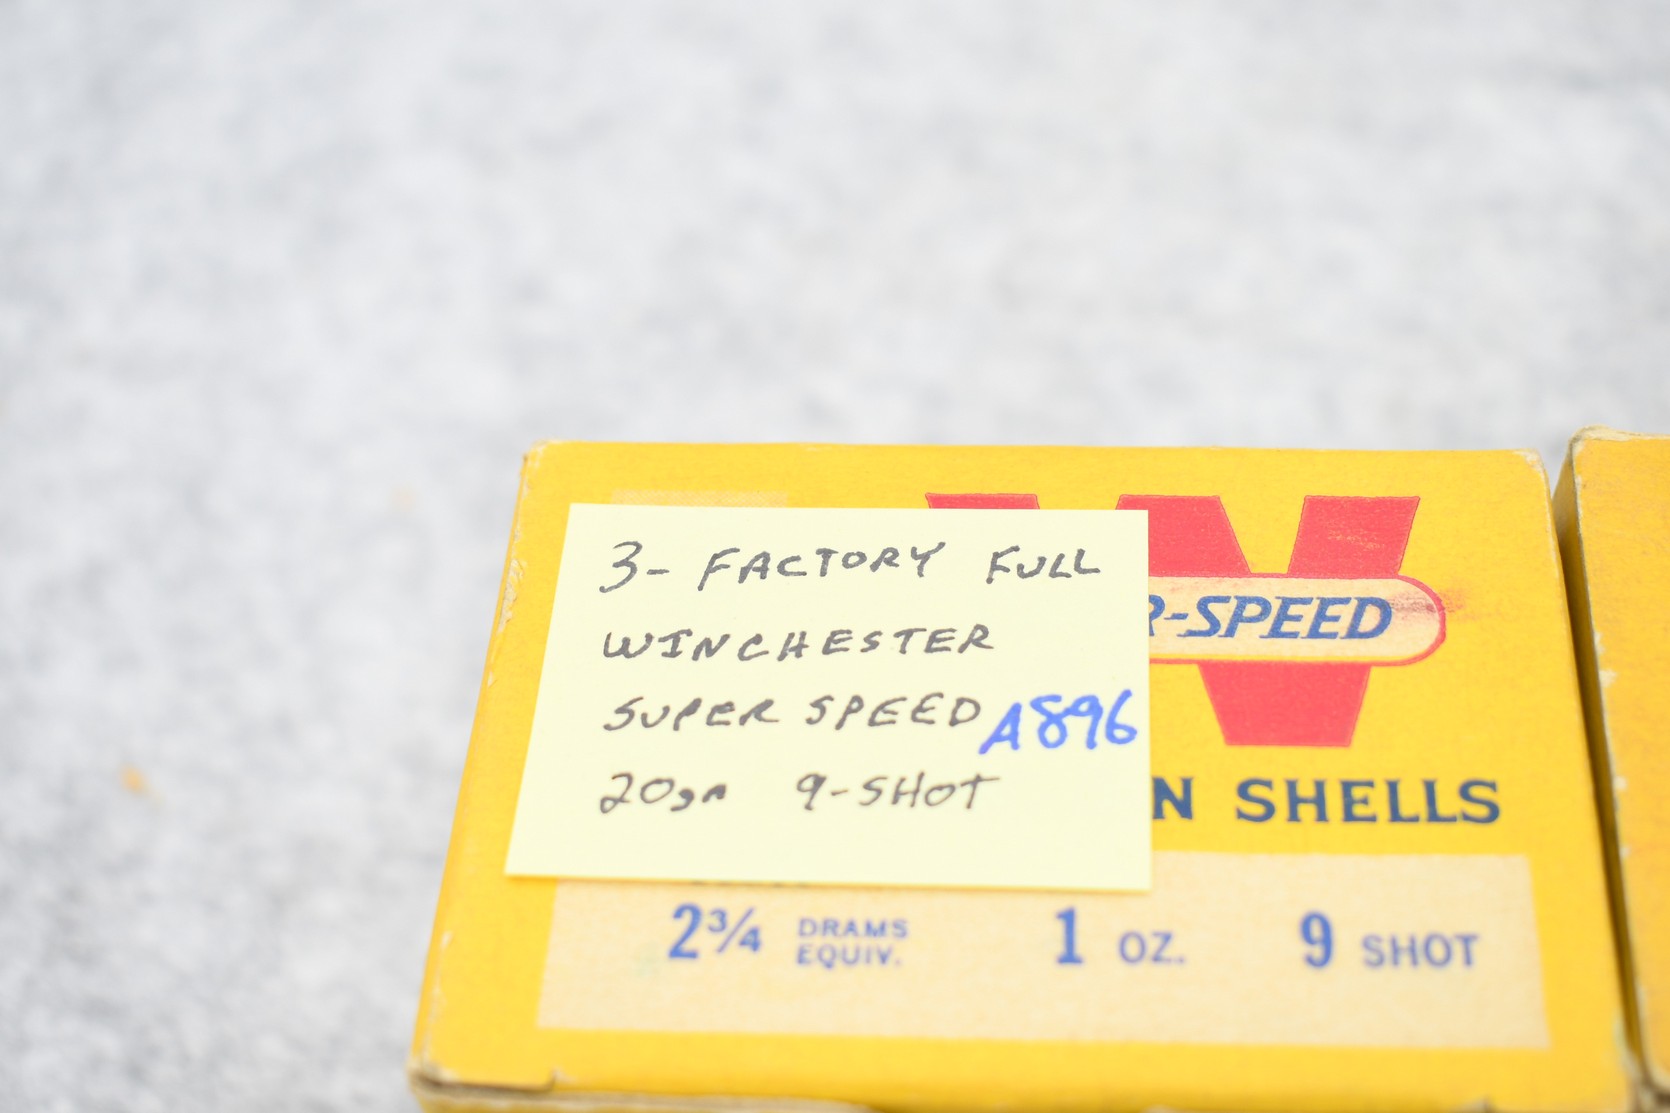 3- FACTORY FULL
WINCHESTER
SUPER SPEED A896
20ga 9-SHOT
R-SPEED
N SHELLS
2¾ DRAMS EQUIV. 1 OZ. 9 SHOT